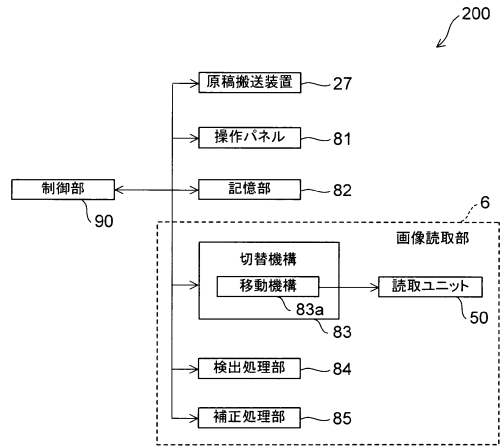 200
原稿搬送装置
27
操作パネル
81
制御部
90
記憶部
82
6
画像読取部
切替機構
移動機構
83a
83
読取ユニット
50
検出処理部
84
補正処理部
85